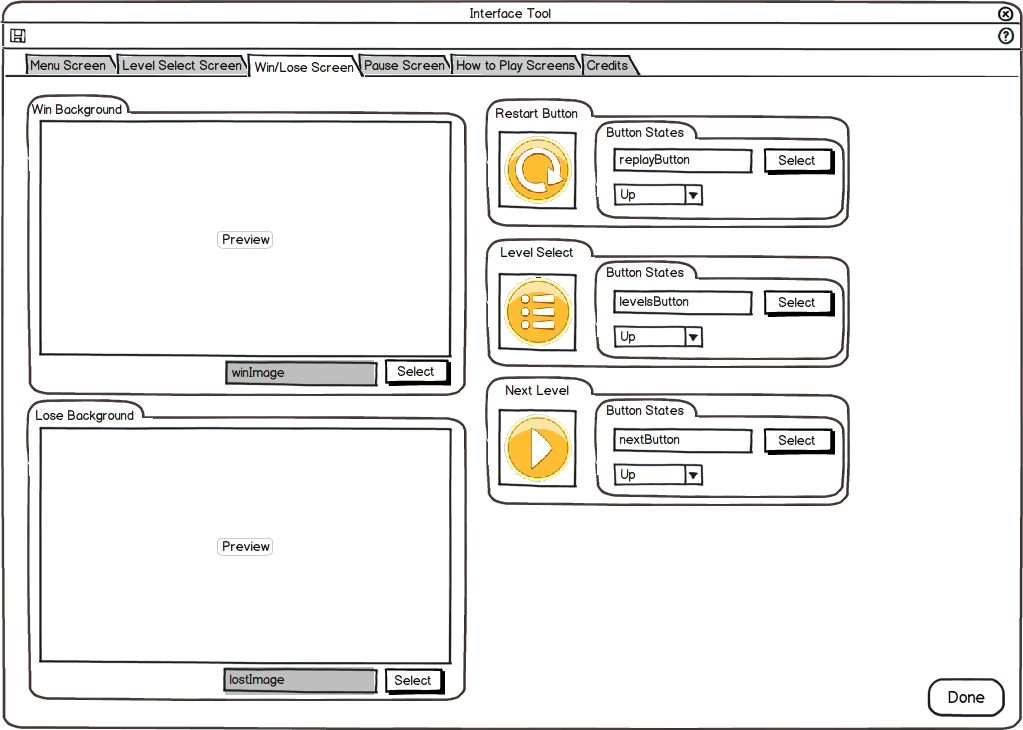 Interface Tool
Menu Screen
Level Select Screen
Win/Lose Screen
Pause Screen
How to Play Screens
Credits
Win Background
Preview
winImage
Select
Lose Background
Preview
lostImage
Select
Restart Button
Button States
replayButton
Select
Up
Level Select
Button States
levelsButton
Select
Up
Next Level
Button States
nextButton
Select
Up
Done